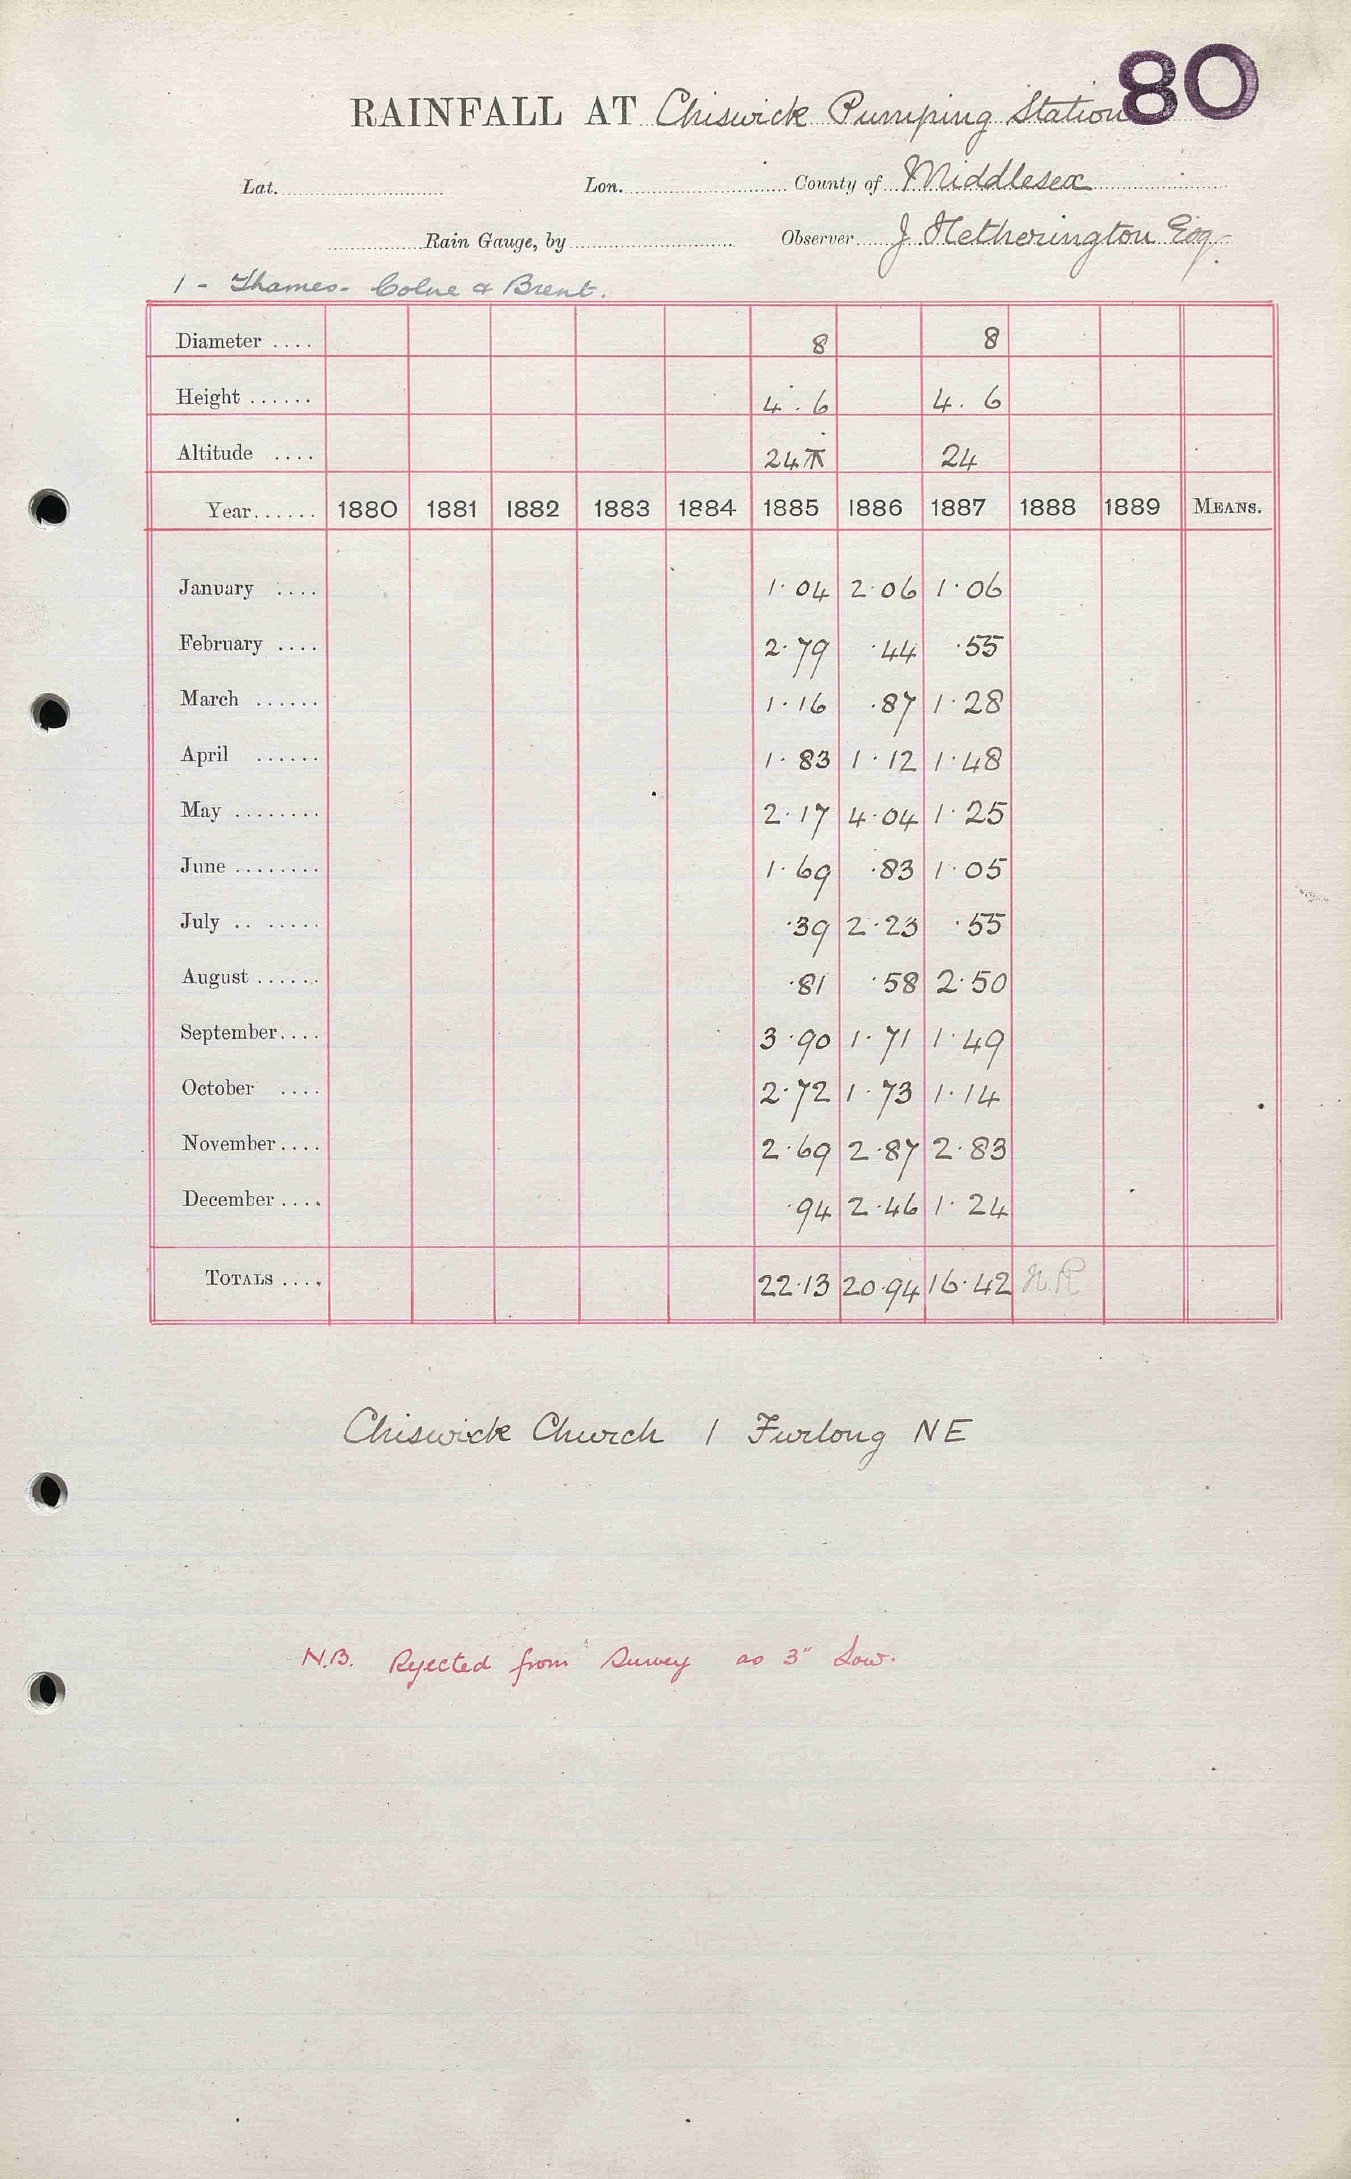 80
RAINFALL AT Chiswick Pumping Station
Lat. Lon. County of Middlesex
Rain Gauge, by Observer J Hetherington Esq.
1 - Thames - Colne & Brent.
Diameter .... 8 8
Height ...... 4.6 4.6
Altitude .... 24 24
Year...... 1880 1881 1882 1883 1884 1885 1886 1887 1888 1889 MEANS.
January .... 1.04 2.06 1.06
February .... 2.79 .44 .55
March ...... 1.16 .87 1.28
April ...... 1.83 1.12 1.48
May ........ 2.17 4.04 1.25
June ........ 1.69 .83 1.05
July .. ..... .39 2.23 .55
August ...... .81 .58 2.50
September.... 3.90 1.71 1.49
October .... 2.72 1.73 1.14
November.... 2.69 2.87 2.83
December .... .94 2.46 1.24
TOTALS .... 22.13 20.94 16.42 N.R
Chiswick Church 1 Furlong NE
N.B. Rejected from Survey as 3" Low.